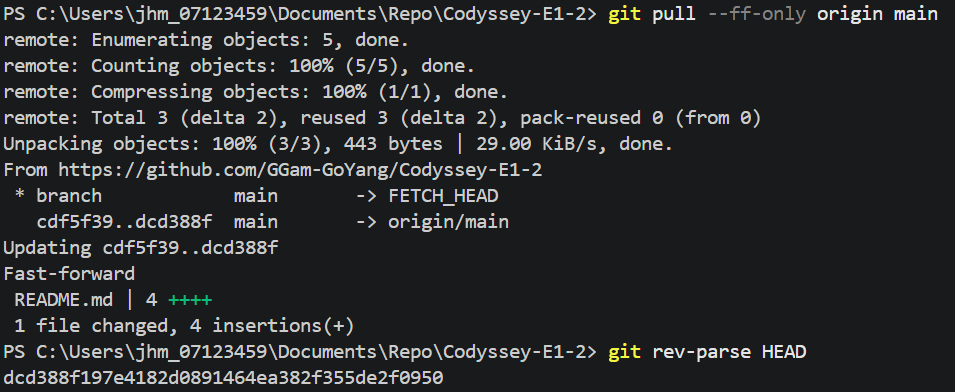 PS C:\Users\jhm_07123459\Documents\Repo\Codyssey-E1-2> git pull --ff-only origin main
remote: Enumerating objects: 5, done.
remote: Counting objects: 100% (5/5), done.
remote: Compressing objects: 100% (1/1), done.
remote: Total 3 (delta 2), reused 3 (delta 2), pack-reused 0 (from 0)
Unpacking objects: 100% (3/3), 443 bytes | 29.00 KiB/s, done.
From https://github.com/GGam-GoYang/Codyssey-E1-2
 * branch            main       -> FETCH_HEAD
   cdf5f39..dcd388f  main       -> origin/main
Updating cdf5f39..dcd388f
Fast-forward
 README.md | 4 ++++
 1 file changed, 4 insertions(+)
PS C:\Users\jhm_07123459\Documents\Repo\Codyssey-E1-2> git rev-parse HEAD
dcd388f197e4182d0891464ea382f355de2f0950